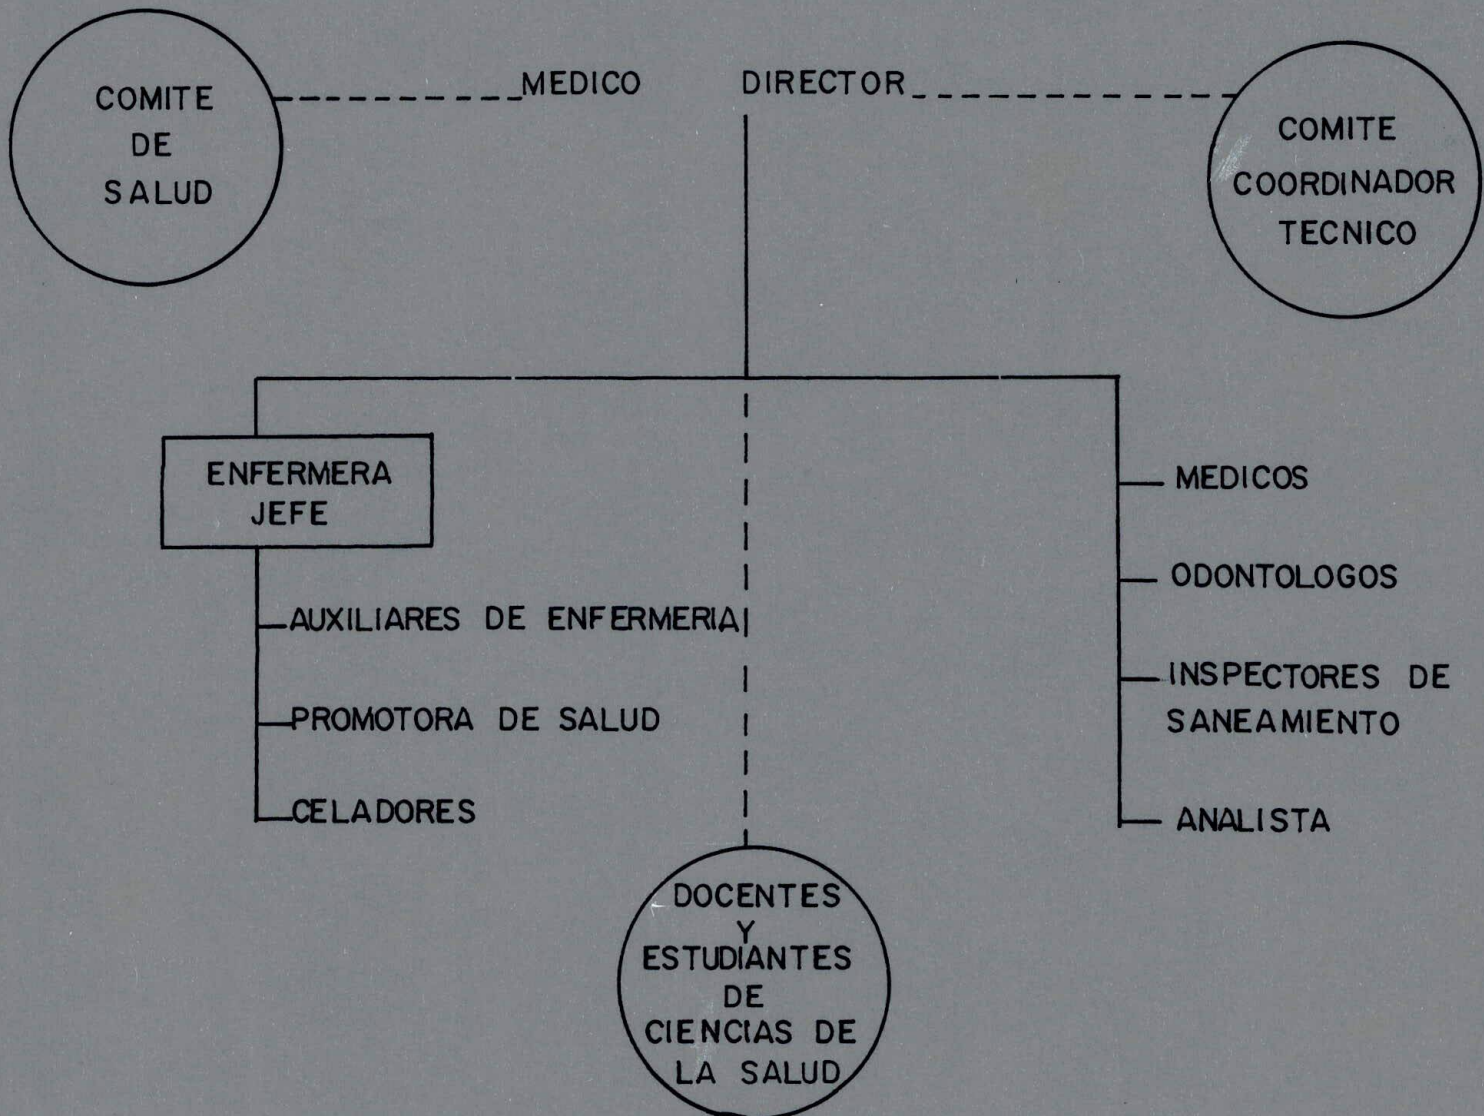 COMITE
DE
SALUD
MEDICO DIRECTOR
COMITE
COORDINADOR
TECNICO
ENFERMERA
JEFE
AUXILIARES DE ENFERMERIA
PROMOTORA DE SALUD
CELADORES
MEDICOS
ODONTOLOGOS
INSPECTORES DE
SANEAMIENTO
ANALISTA
DOCENTES
Y
ESTUDIANTES
DE
CIENCIAS DE
LA SALUD